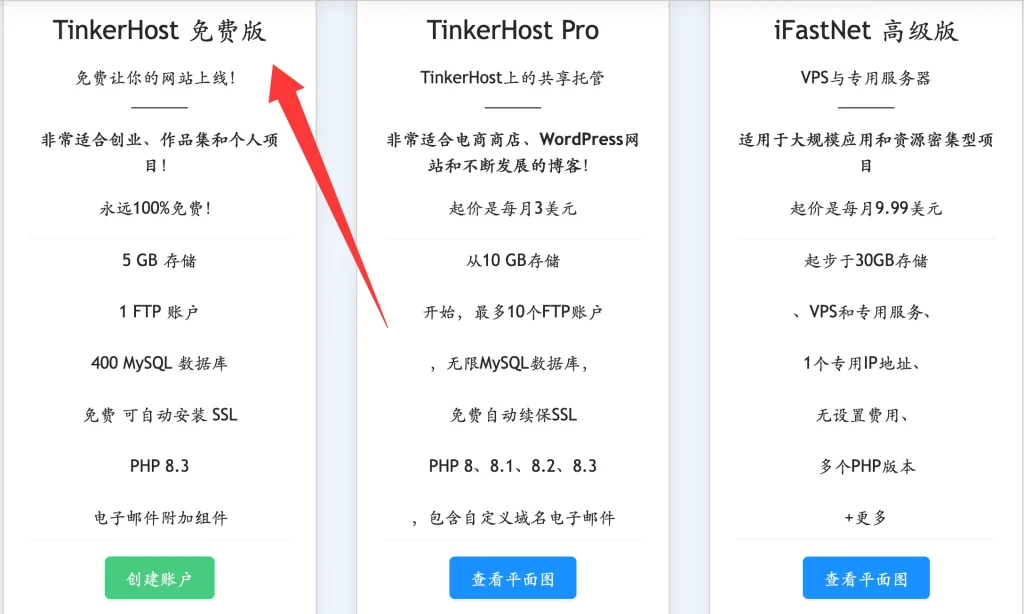 TinkerHost 免费版
免费让你的网站上线!
非常适合创业、作品集和个人项
目!
永远100%免费!
5 GB 存储
1 FTP 账户
400 MySQL 数据库
免费 可自动安装 SSL
PHP 8.3
电子邮件附加组件
创建账户
TinkerHost Pro
TinkerHost上的共享托管
非常适合电商商店、WordPress网
站和不断发展的博客!
起价是每月3美元
从10 GB存储
开始，最多10个FTP账户
，无限MySQL数据库，
免费自动续保SSL
PHP 8、8.1、8.2、8.3
，包含自定义域名电子邮件
查看平面图
iFastNet 高级版
VPS与专用服务器
适用于大规模应用和资源密集型项
目
起价是每月9.99美元
起步于30GB存储
、VPS和专用服务、
1个专用IP地址、
无设置费用、
多个PHP版本
+更多
查看平面图